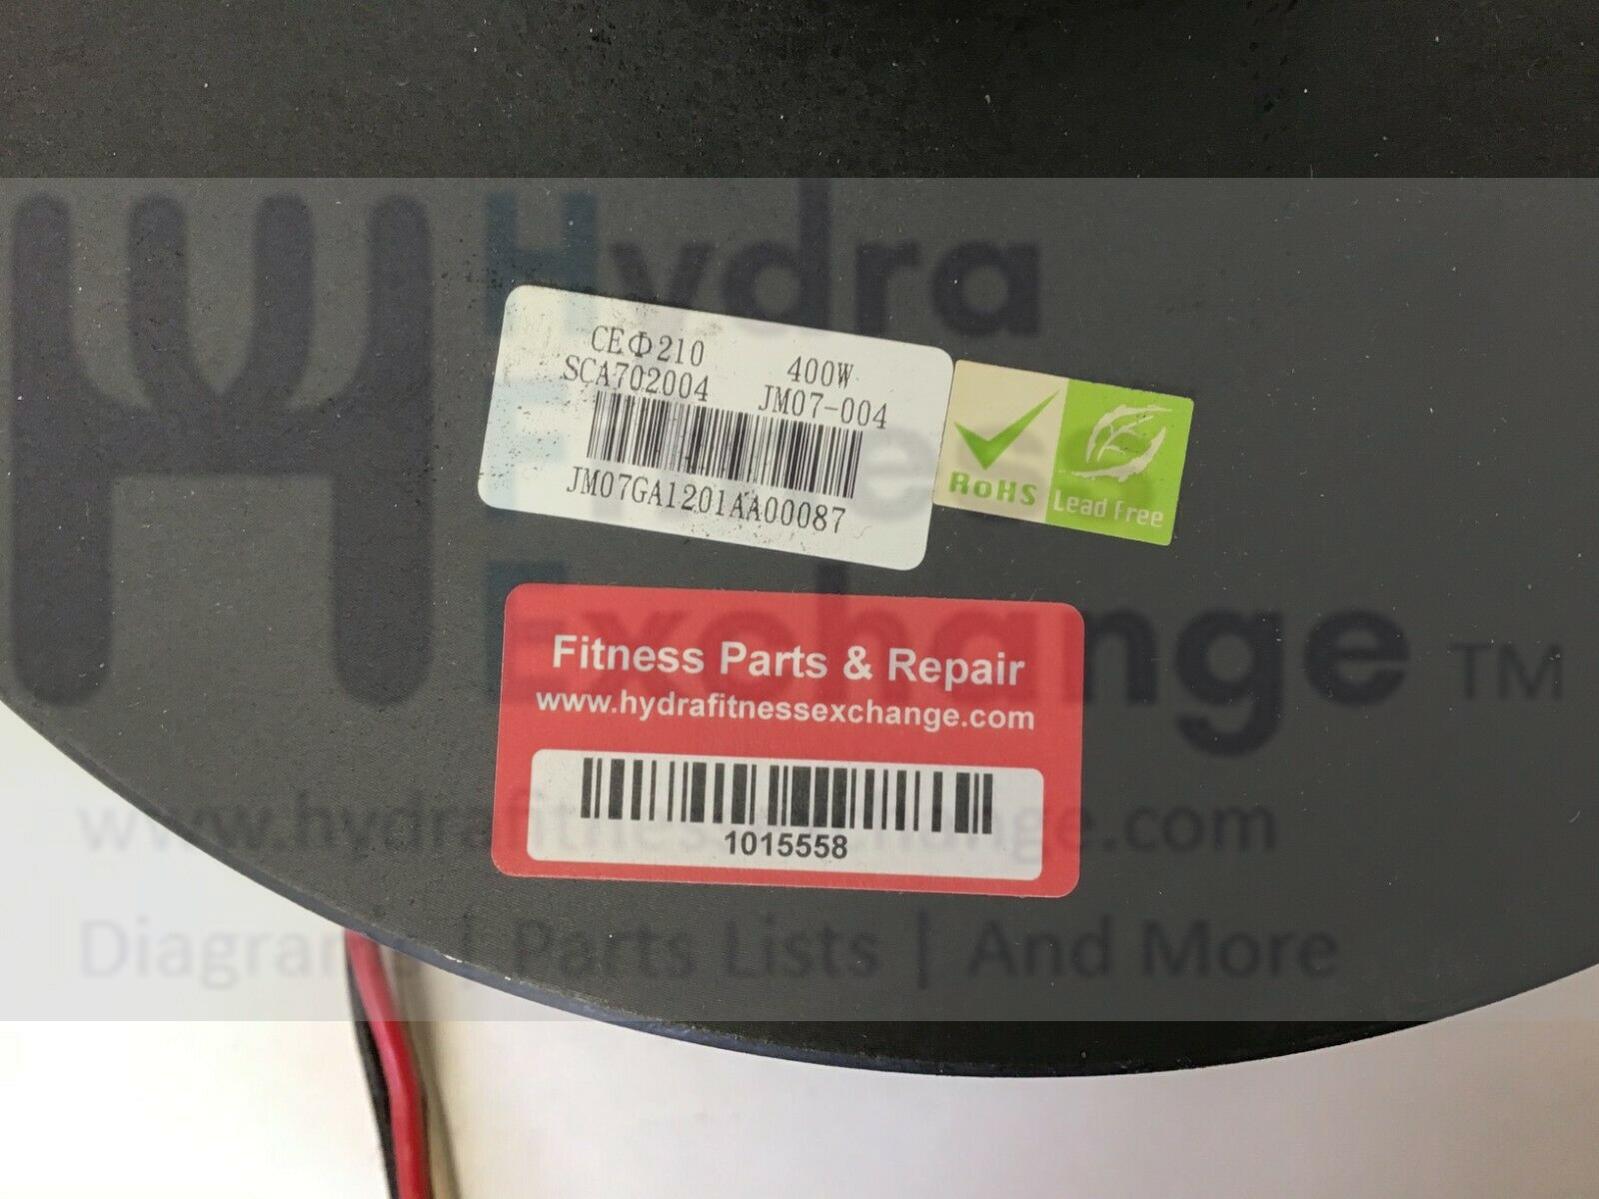 Hydra
Fitness
Exchange TM
CEΦ210 400W
SCA702004 JM07-004
JM07GA1201AA00087
RoHS
Lead Free
Fitness Parts & Repair
www.hydrafitnessexchange.com
1015558
www.hydrafitnessexchange.com
Diagrams | Parts Lists | And More